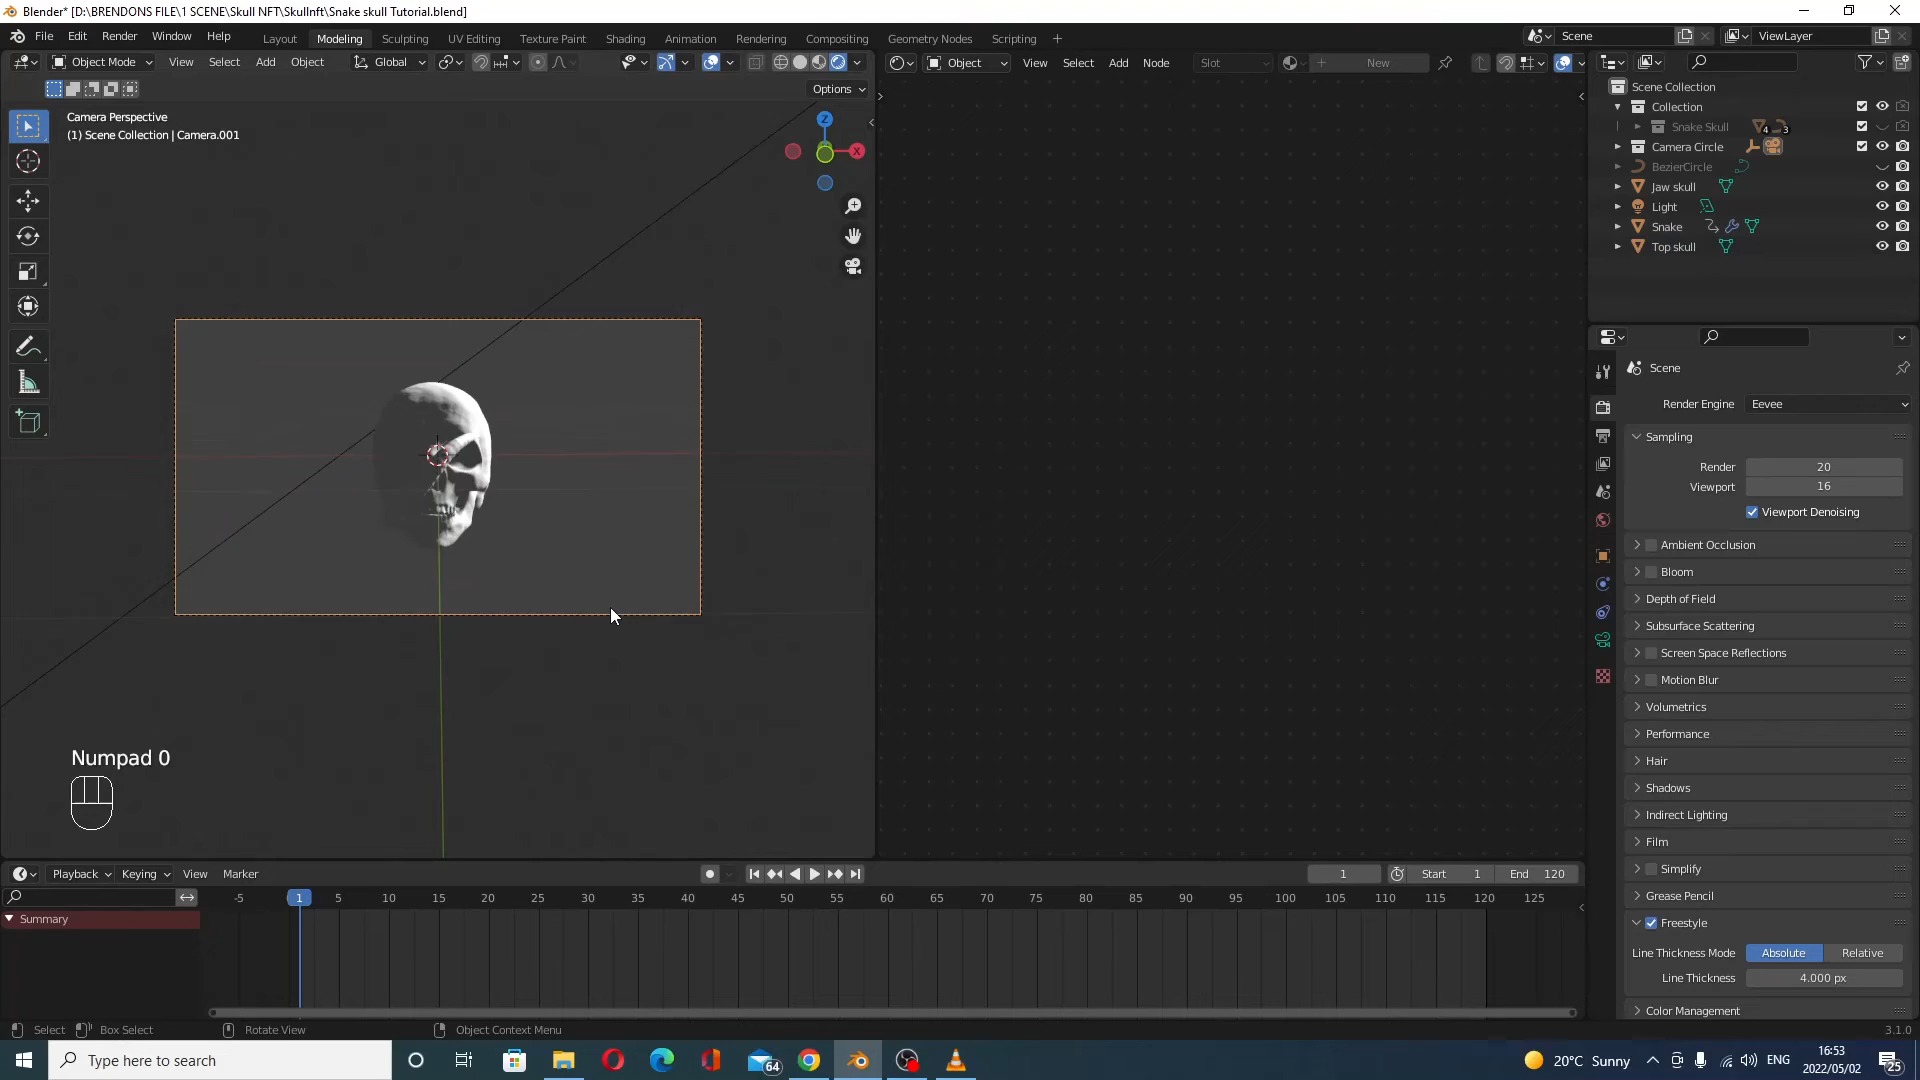 Blender* [D:\BRENDONS FILE\1 SCENE\Skull NFT\Skullnft\Snake skull Tutorial.blend]
File Edit Render Window Help Layout Modeling Sculpting UV Editing Texture Paint Shading Animation Rendering Compositing Geometry Nodes Scripting + Scene ViewLayer
Object Mode View Select Add Object Global Object View Select Add Node Slot New
Options
Camera Perspective
(1) Scene Collection | Camera.001
Z
X
Numpad 0
Scene Collection
Collection
Snake Skull 4 3
Camera Circle
BezierCircle
Jaw skull
Light
Snake
Top skull
Scene
Render Engine Eevee
Sampling
Render 20
Viewport 16
Viewport Denoising
Ambient Occlusion
Bloom
Depth of Field
Subsurface Scattering
Screen Space Reflections
Motion Blur
Volumetrics
Performance
Hair
Shadows
Indirect Lighting
Film
Simplify
Grease Pencil
Freestyle
Line Thickness Mode Absolute Relative
Line Thickness 4.000 px
Color Management
Playback Keying View Marker 1 Start 1 End 120
-5 1 5 10 15 20 25 30 35 40 45 50 55 60 65 70 75 80 85 90 95 100 105 110 115 120 125
Summary
Select Box Select Rotate View Object Context Menu 3.1.0
Type here to search 64 20°C Sunny ENG 16:53
2022/05/02 25